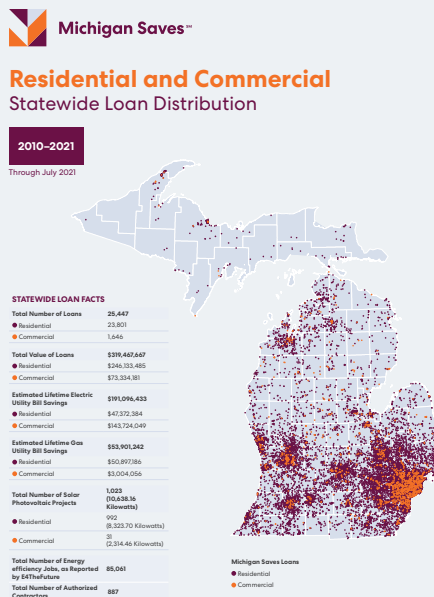 Michigan Saves℠
Residential and Commercial
Statewide Loan Distribution
2010–2021
Through July 2021
STATEWIDE LOAN FACTS
Total Number of Loans 25,447
Residential 23,801
Commercial 1,646
Total Value of Loans $319,467,667
Residential $246,133,485
Commercial $73,334,181
Estimated Lifetime Electric
Utility Bill Savings $191,096,433
Residential $47,372,384
Commercial $143,724,049
Estimated Lifetime Gas
Utility Bill Savings $53,901,242
Residential $50,897,186
Commercial $3,004,056
Total Number of Solar
Photovoltaic Projects
1,023
(10,638.16
Kilowatts)
Residential
992
(8,323.70 Kilowatts)
Commercial
31
(2,314.46 Kilowatts)
Total Number of Energy
efficiency Jobs, as Reported
by E4TheFuture
85,061
Total Number of Authorized
Contractors
887
Michigan Saves Loans
Residential
Commercial